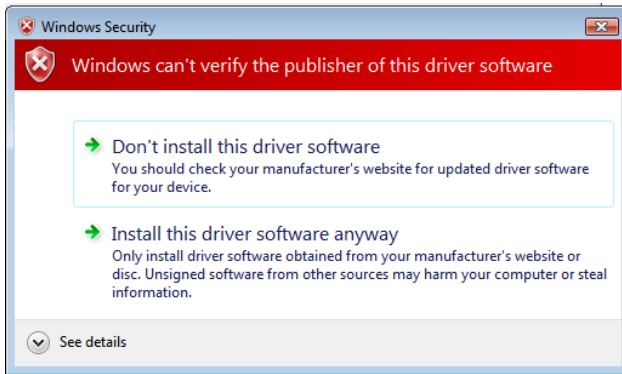 Windows Security
Windows can't verify the publisher of this driver software
Don't install this driver software
You should check your manufacturer's website for updated driver software
for your device.
Install this driver software anyway
Only install driver software obtained from your manufacturer's website or
disc. Unsigned software from other sources may harm your computer or steal
information.
See details